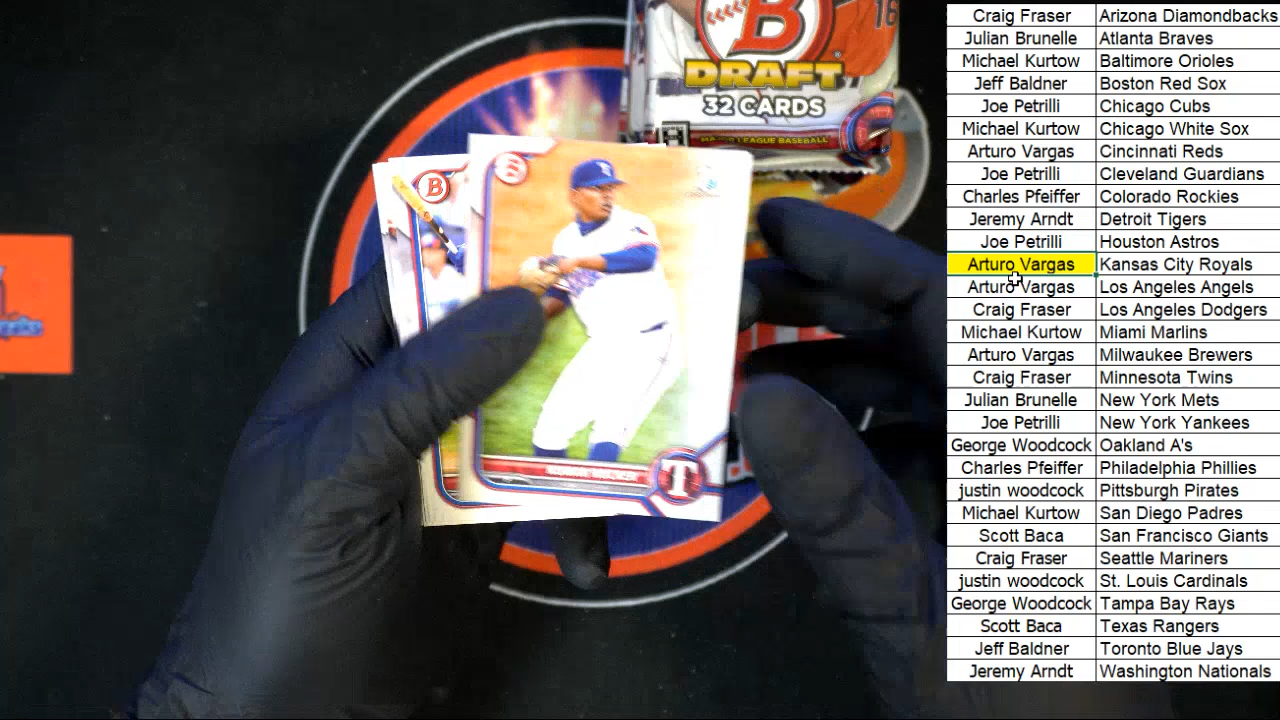 B
16
DRAFT
32 CARDS
MAJOR LEAGUE BASEBALL
B
B
T
T
Craig Fraser Arizona Diamondbacks
Julian Brunelle Atlanta Braves
Michael Kurtow Baltimore Orioles
Jeff Baldner Boston Red Sox
Joe Petrilli Chicago Cubs
Michael Kurtow Chicago White Sox
Arturo Vargas Cincinnati Reds
Joe Petrilli Cleveland Guardians
Charles Pfeiffer Colorado Rockies
Jeremy Arndt Detroit Tigers
Joe Petrilli Houston Astros
Arturo Vargas Kansas City Royals
Arturo Vargas Los Angeles Angels
Craig Fraser Los Angeles Dodgers
Michael Kurtow Miami Marlins
Arturo Vargas Milwaukee Brewers
Craig Fraser Minnesota Twins
Julian Brunelle New York Mets
Joe Petrilli New York Yankees
George Woodcock Oakland A's
Charles Pfeiffer Philadelphia Phillies
justin woodcock Pittsburgh Pirates
Michael Kurtow San Diego Padres
Scott Baca San Francisco Giants
Craig Fraser Seattle Mariners
justin woodcock St. Louis Cardinals
George Woodcock Tampa Bay Rays
Scott Baca Texas Rangers
Jeff Baldner Toronto Blue Jays
Jeremy Arndt Washington Nationals